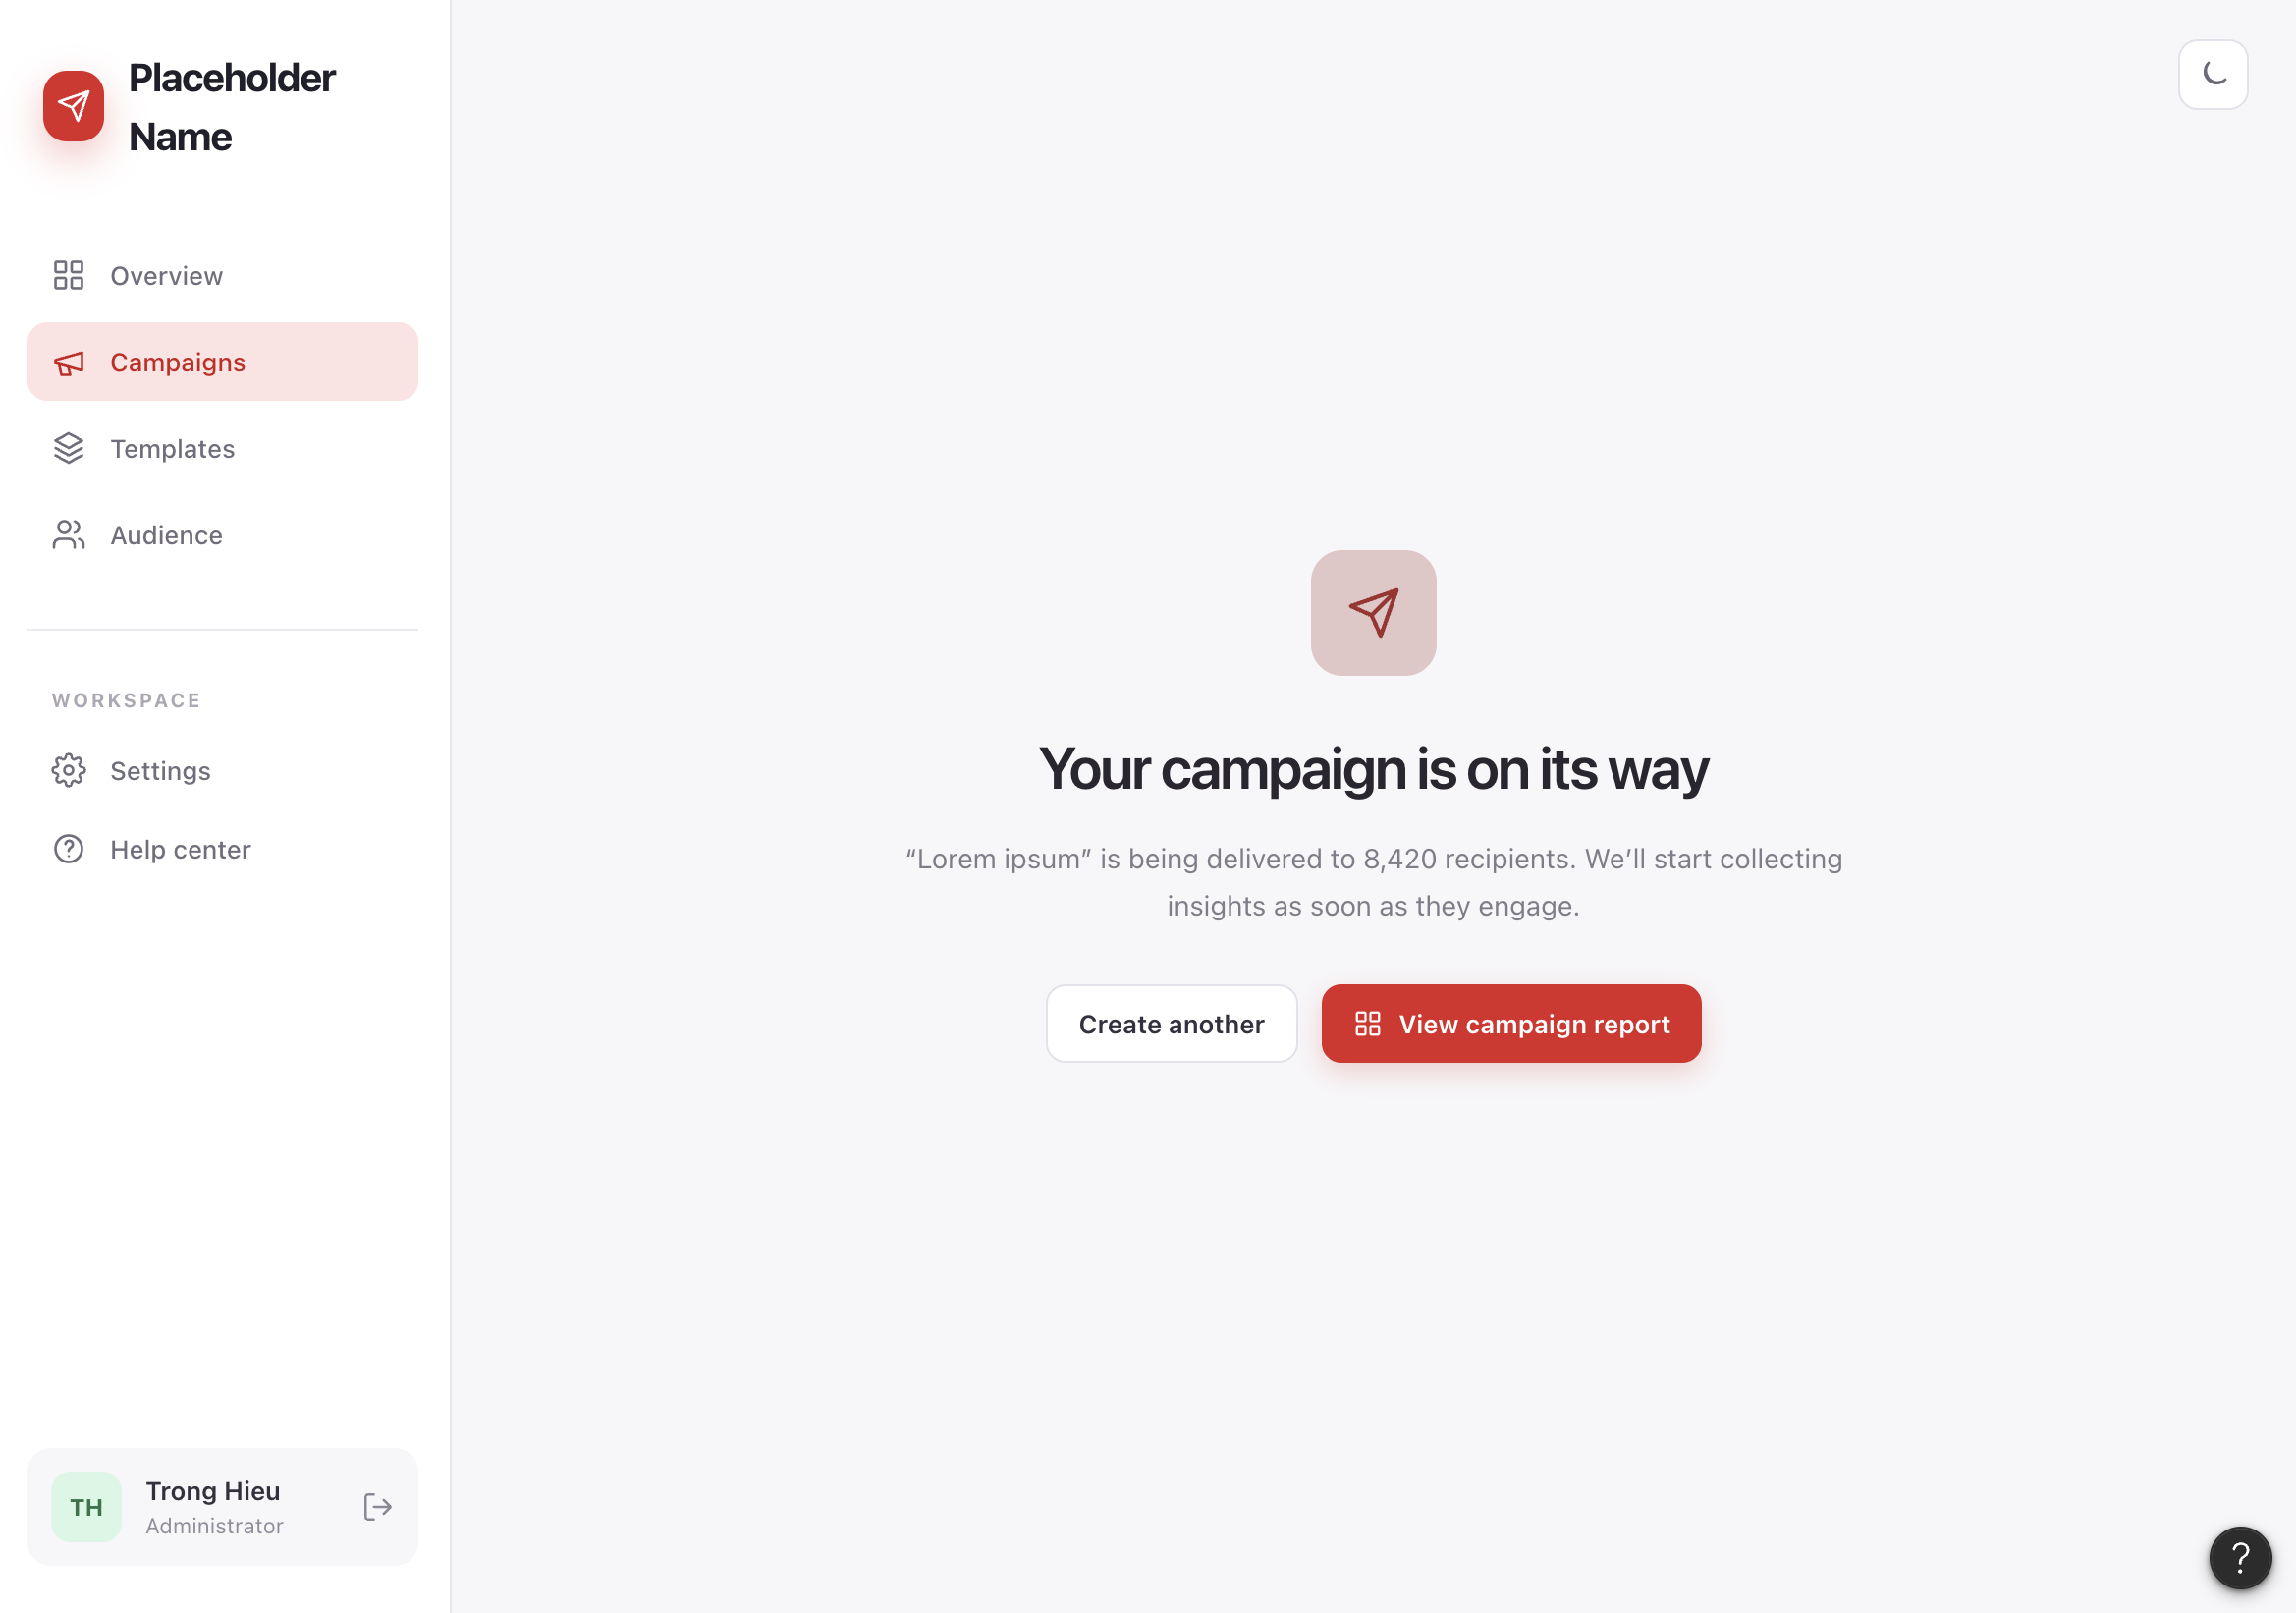 Placeholder
Name
Overview
Campaigns
Templates
Audience
WORKSPACE
Settings
Help center
Trong Hieu
TH
Administrator
Your campaign is on its way
“Lorem ipsum” is being delivered to 8,420 recipients. We’ll start collecting
insights as soon as they engage.
Create another
View campaign report
?